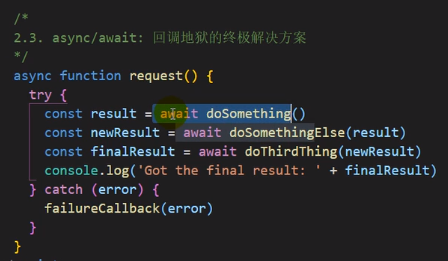 /*
2.3. async/await: 回调地狱的终极解决方案
*/
async function request() {
try {
const result = await doSomething()
const newResult = await doSomethingElse(result)
const finalResult = await doThirdThing(newResult)
console.log('Got the final result: ' + finalResult)
} catch (error) {
failureCallback(error)
}
}